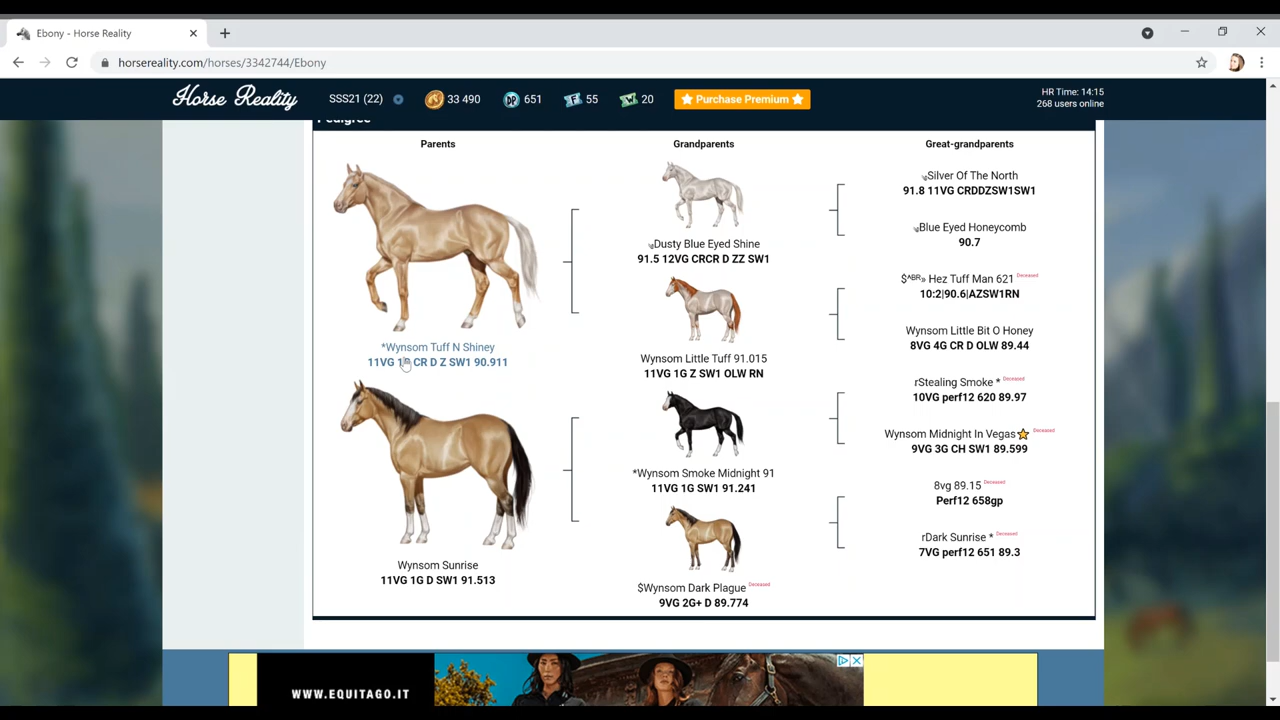 Ebony - Horse Reality
horsereality.com/horses/3342744/Ebony
Horse Reality
SSS21 (22)
33 490
DP
651
55
20
Purchase Premium
HR Time: 14:15
268 users online
Pedigree
Parents
Grandparents
Great-grandparents
*Wynsom Tuff N Shiney
11VG 1G CR D Z SW1 90.911
Wynsom Sunrise
11VG 1G D SW1 91.513
Dusty Blue Eyed Shine
91.5 12VG CRCR D ZZ SW1
Wynsom Little Tuff 91.015
11VG 1G Z SW1 OLW RN
*Wynsom Smoke Midnight 91
11VG 1G SW1 91.241
$Wynsom Dark Plague Deceased
9VG 2G+ D 89.774
Silver Of The North
91.8 11VG CRDDZSW1SW1
Blue Eyed Honeycomb
90.7
$ᴬᴮᴿ» Hez Tuff Man 621 Deceased
10:2|90.6|AZSW1RN
Wynsom Little Bit O Honey
8VG 4G CR D OLW 89.44
rStealing Smoke * Deceased
10VG perf12 620 89.97
Wynsom Midnight In Vegas Deceased
9VG 3G CH SW1 89.599
8vg 89.15 Deceased
Perf12 658gp
rDark Sunrise * Deceased
7VG perf12 651 89.3
WWW.EQUITAGO.IT